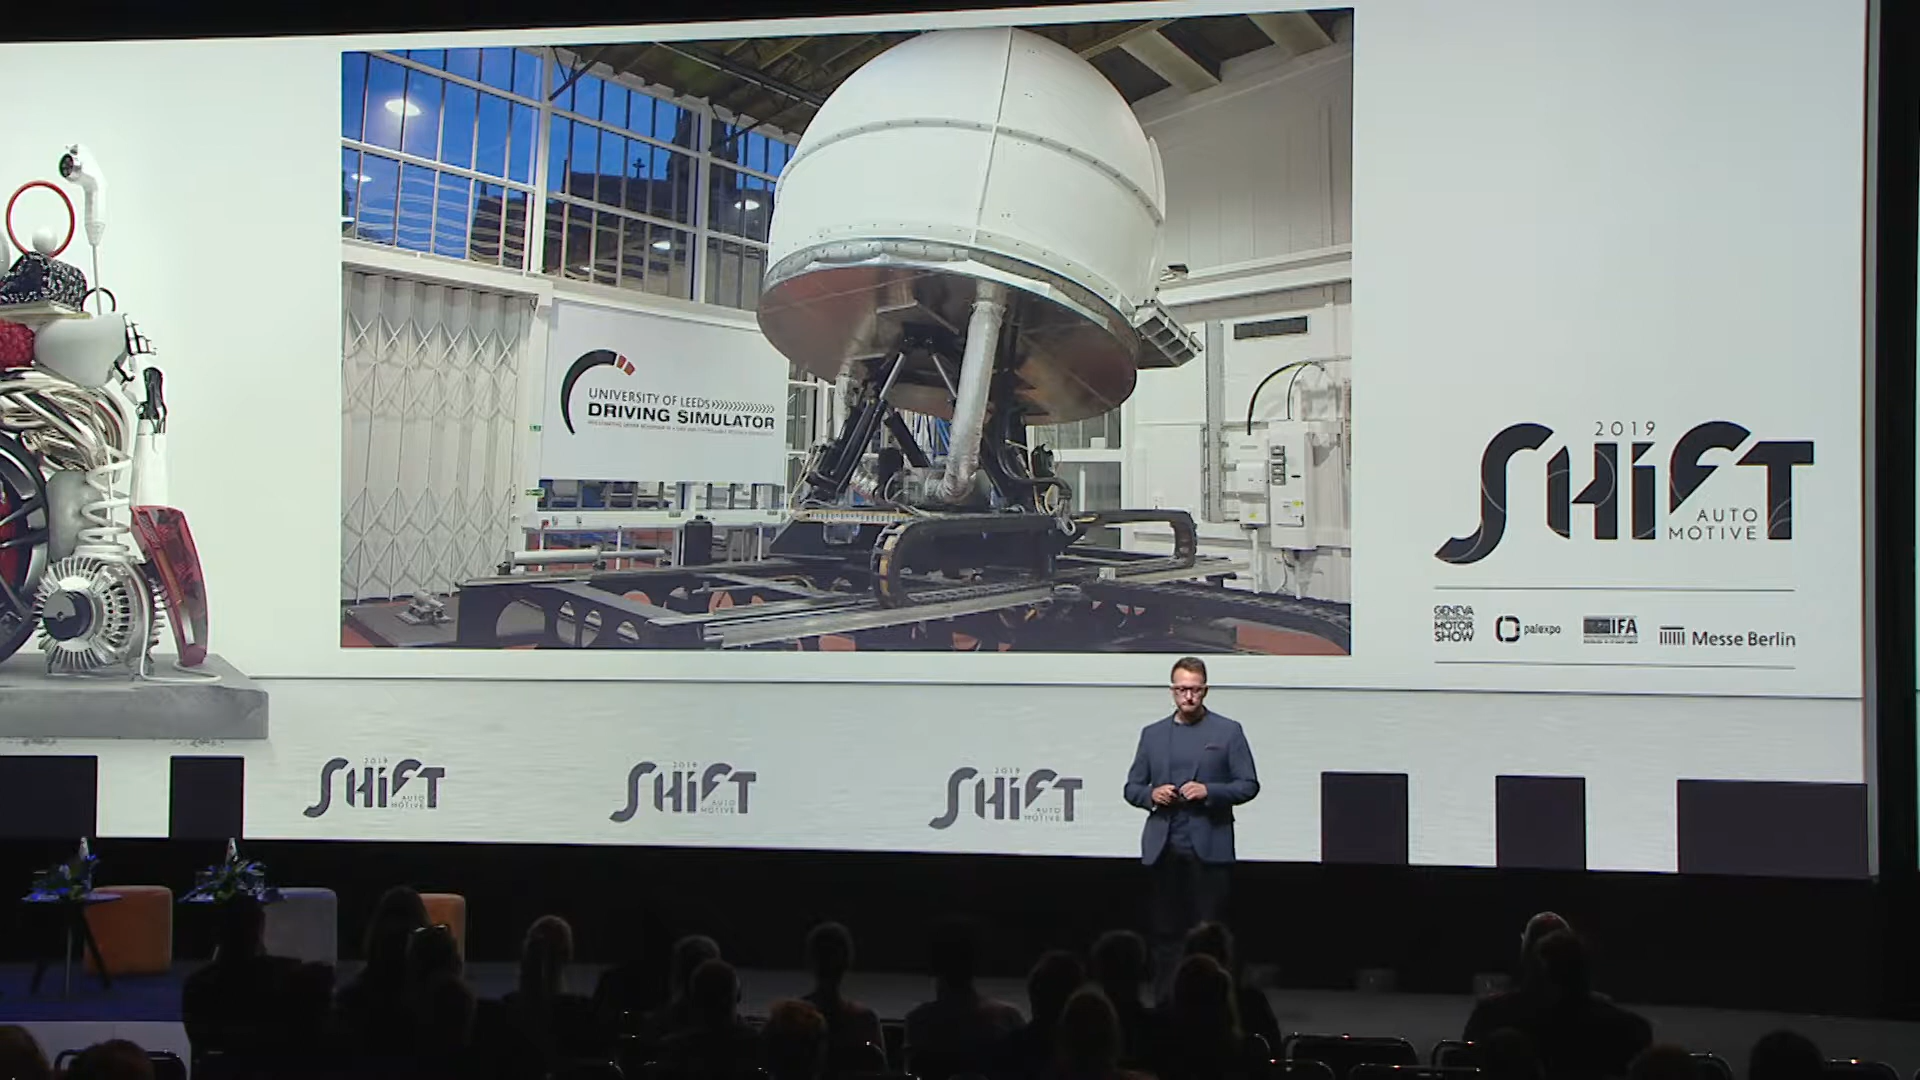 UNIVERSITY OF LEEDS
DRIVING SIMULATOR
2019
SHiFT
AUTO
MOTIVE
GENEVA
INTERNATIONAL
MOTOR
SHOW
palexpo
IFA
Messe Berlin
2019
SHiFT
AUTO
MOTIVE
2019
SHiFT
AUTO
MOTIVE
2019
SHiFT
AUTO
MOTIVE